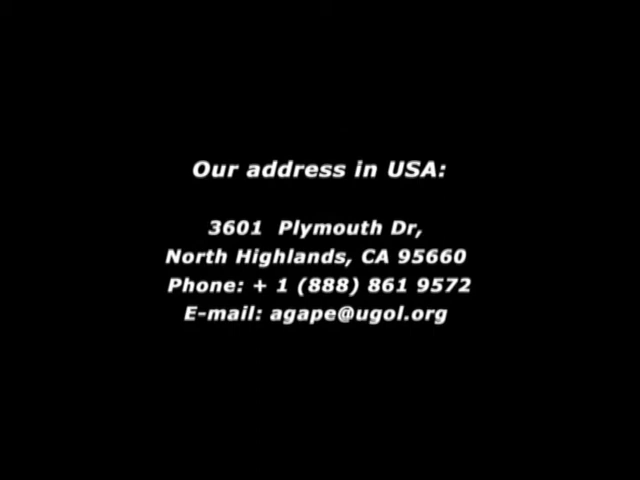 Our address in USA:
3601 Plymouth Dr,
North Highlands, CA 95660
Phone: + 1 (888) 861 9572
E-mail: agape@ugol.org